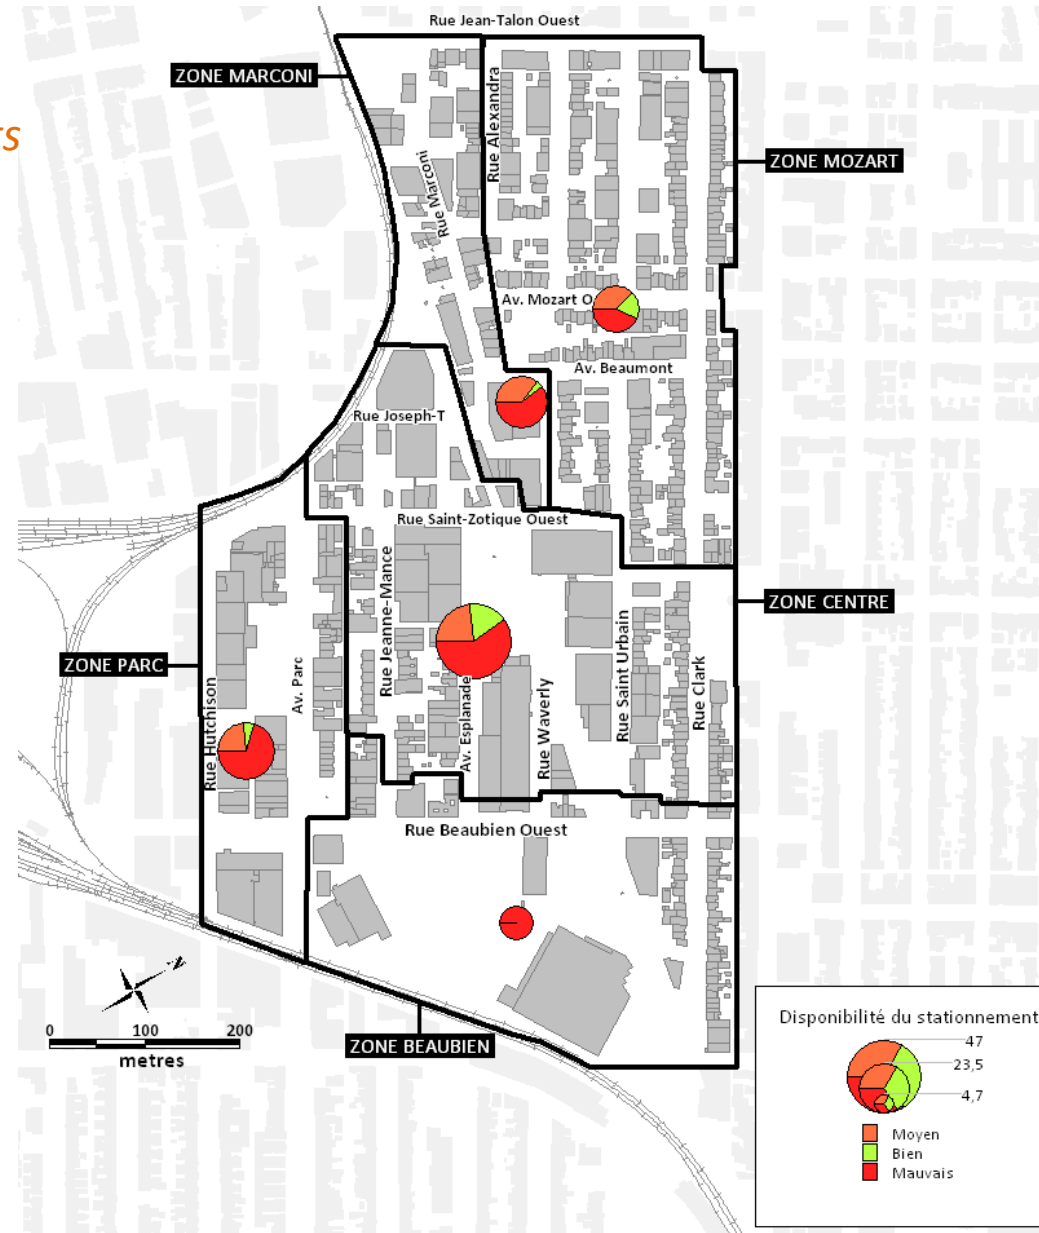 Rue Jean-Talon Ouest
ZONE MARCONI
Rue Alexandra
rs
ZONE MOZART
Rue Marconi
Av. Mozart O
Av. Beaumont
Rue Joseph-T
Rue Saint-Zotique Ouest
Rue Jeanne-Mance
ZONE CENTRE
Rue Saint Urbain
ZONE PARC
Av. Parc
Rue Clark
Av. Esplanade
Rue Waverly
Rue Hutchison
Rue Beaubien Ouest
N
0 100 200
metres
ZONE BEAUBIEN
Disponibilité du stationnement
47
23,5
4,7
Moyen
Bien
Mauvais